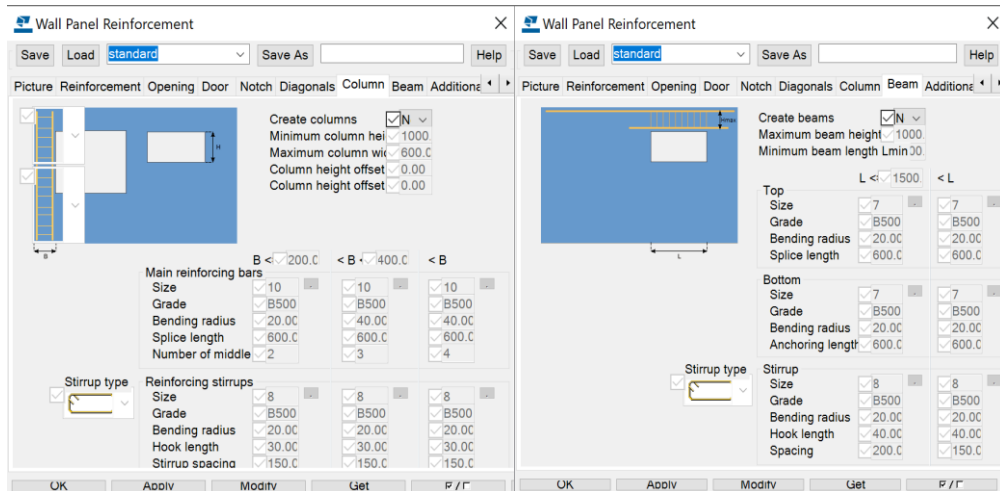 Wall Panel Reinforcement
Save Load standard Save As Help
Picture Reinforcement Opening Door Notch Diagonals Column Beam Additiona
H
B
Create columns N
Minimum column hei 1000.
Maximum column wid 600.0
Column height offset 0.00
Column height offset 0.00
B < 200.0 < B < 400.0 < B
Main reinforcing bars
Size 10 10 10
Grade B500 B500 B500
Bending radius 20.00 40.00 40.00
Splice length 600.0 600.0 600.0
Number of middle 2 3 4
Stirrup type
Reinforcing stirrups
Size 8 8 8
Grade B500 B500 B500
Bending radius 20.00 20.00 20.00
Hook length 30.00 30.00 30.00
Stirrup spacing 150.0 150.0 150.0
OK Apply Modify Get
Wall Panel Reinforcement
Save Load standard Save As Help
Picture Reinforcement Opening Door Notch Diagonals Column Beam Additiona
Hmax
L
Create beams N
Maximum beam height 1000.
Minimum beam length Lmin 00.
L <= 1500. < L
Top
Size 7 7
Grade B500 B500
Bending radius 20.00 20.00
Splice length 600.0 600.0
Bottom
Size 7 7
Grade B500 B500
Bending radius 20.00 20.00
Anchoring length 600.0 600.0
Stirrup type
Stirrup
Size 8 8
Grade B500 B500
Bending radius 20.00 20.00
Hook length 40.00 40.00
Spacing 200.0 150.0
OK Apply Modify Get